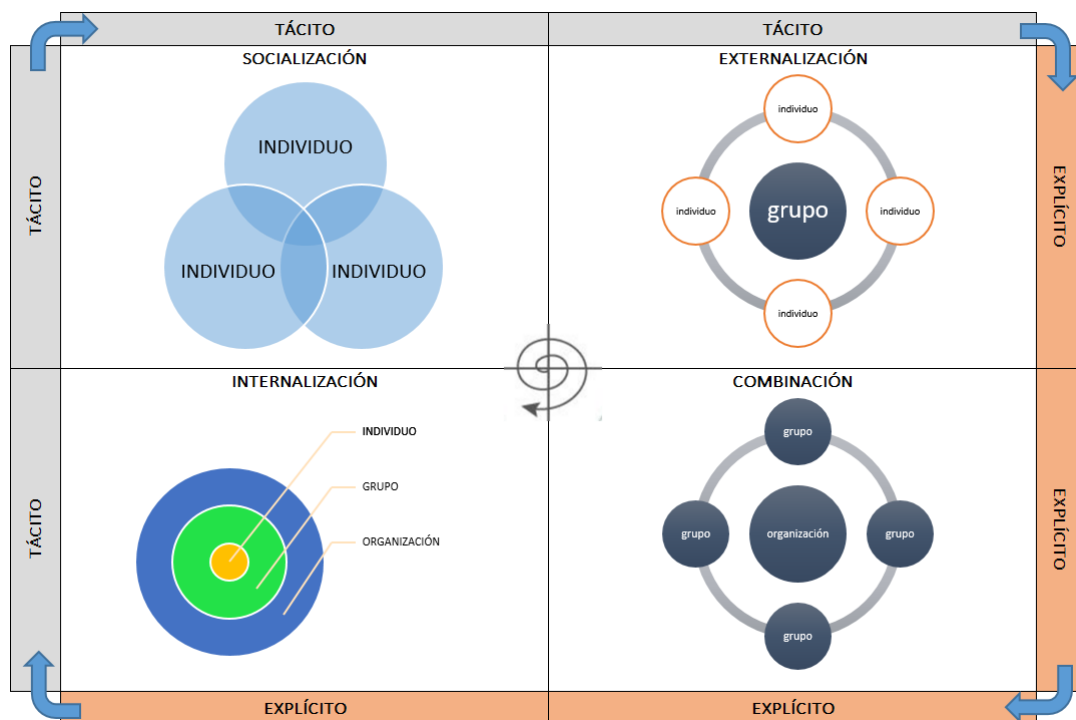 TÁCITO
TÁCITO
TÁCITO
SOCIALIZACIÓN
INDIVIDUO
INDIVIDUO
INDIVIDUO
EXTERNALIZACIÓN
individuo
individuo
grupo
individuo
individuo
EXPLÍCITO
TÁCITO
INTERNALIZACIÓN
INDIVIDUO
GRUPO
ORGANIZACIÓN
COMBINACIÓN
grupo
grupo
organización
grupo
grupo
EXPLÍCITO
EXPLÍCITO
EXPLÍCITO